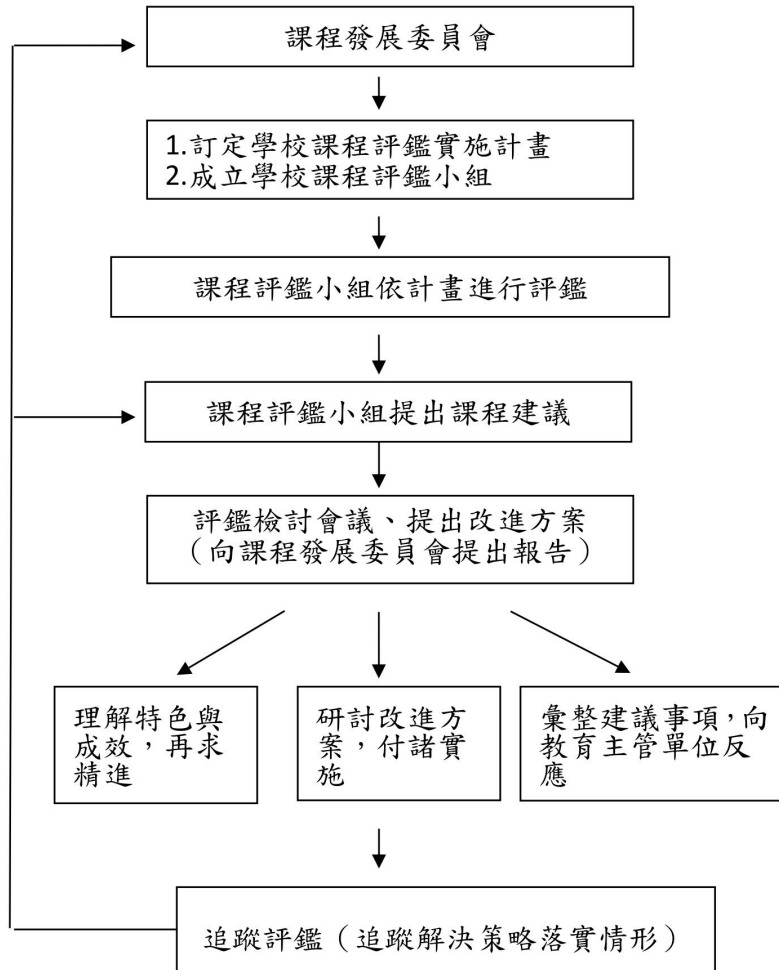 課程發展委員會
1.訂定學校課程評鑑實施計畫
2.成立學校課程評鑑小組
課程評鑑小組依計畫進行評鑑
課程評鑑小組提出課程建議
評鑑檢討會議、提出改進方案
（向課程發展委員會提出報告）
理解特色與
成效，再求
精進
研討改進方
案，付諸實
施
彙整建議事項，向
教育主管單位反
應
追蹤評鑑（追蹤解決策略落實情形）